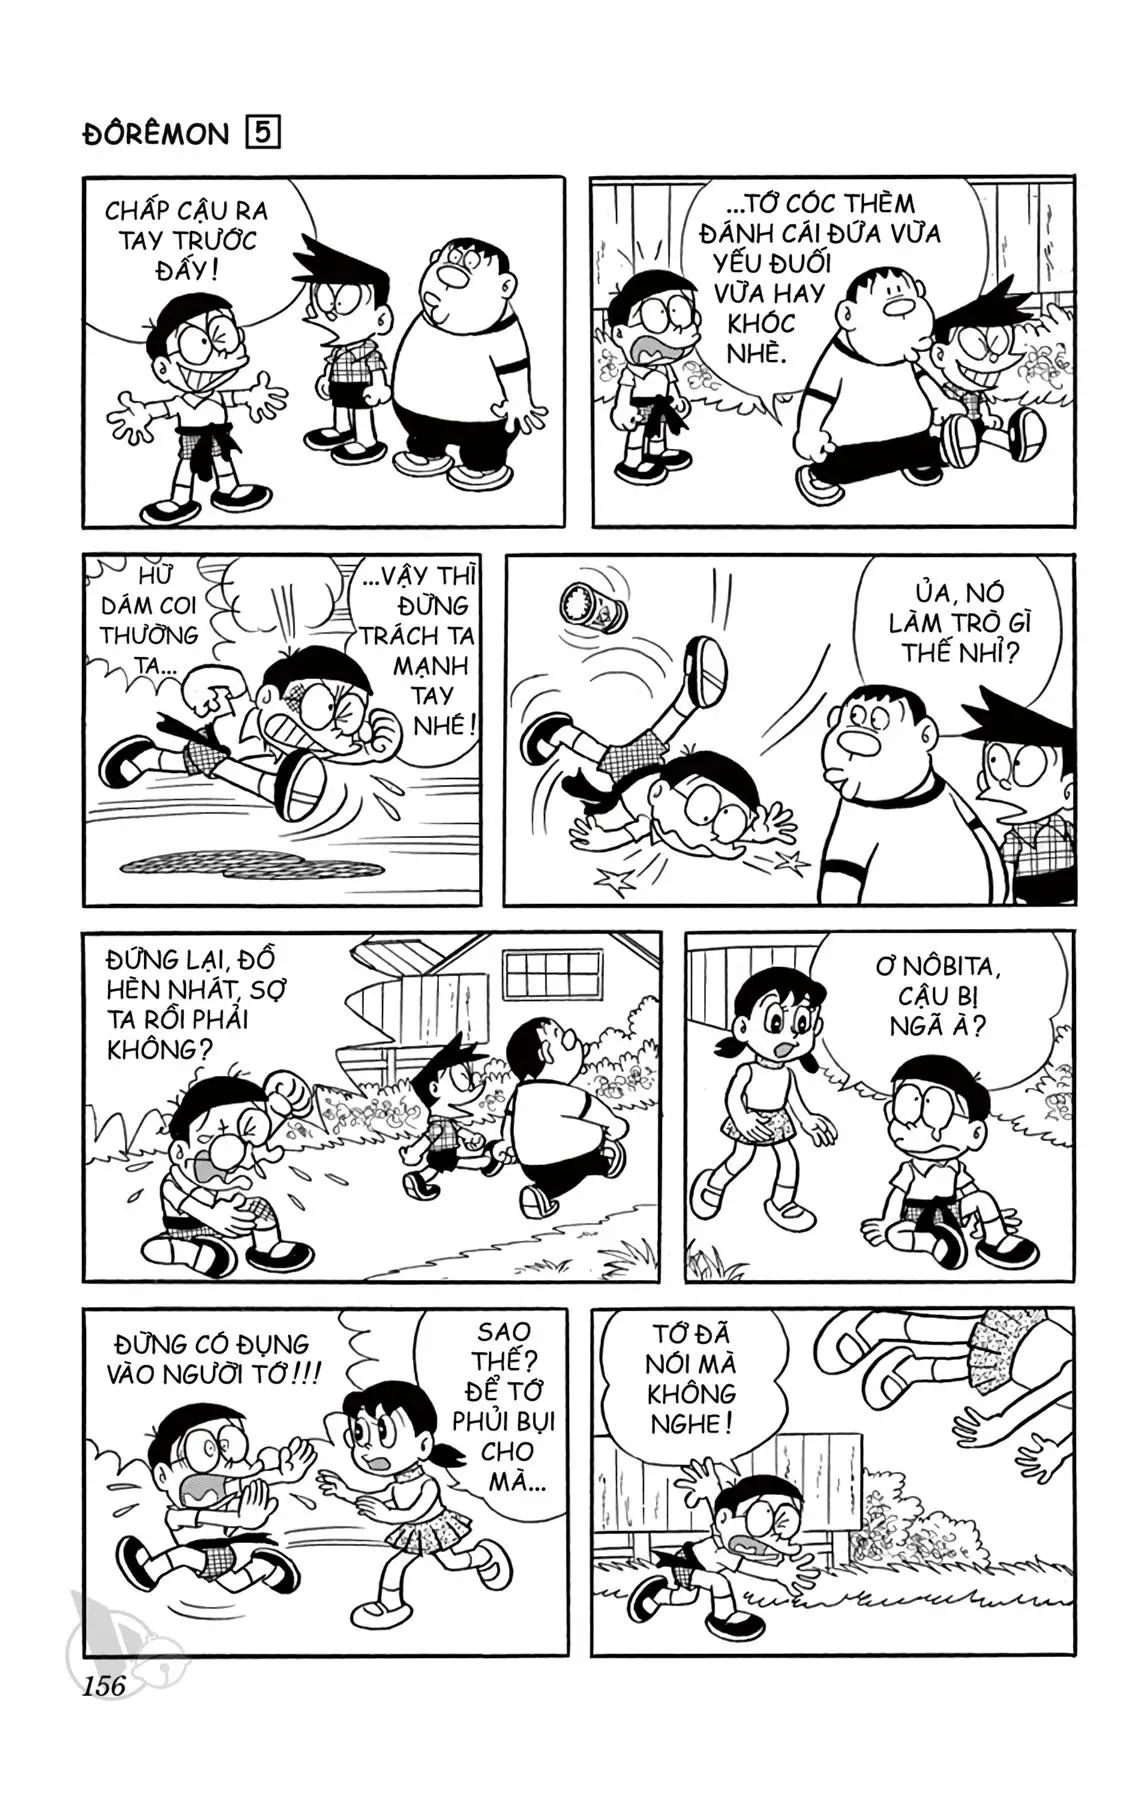 ĐÔRÊMON 5
CHẤP CẬU RA
TAY TRƯỚC
ĐẤY!
...TỚ CÓC THÈM
ĐÁNH CÁI ĐỨA VỪA
YẾU ĐUỐI
VỪA HAY
KHÓC
NHÈ.
HỪ
DÁM COI
THƯỜNG
TA...
...VẬY THÌ
ĐỪNG
TRÁCH TA
MẠNH
TAY
NHÉ!
ỦA, NÓ
LÀM TRÒ GÌ
THẾ NHỈ?
ĐỨNG LẠI, ĐỒ
HÈN NHÁT, SỢ
TA RỒI PHẢI
KHÔNG?
Ơ NÔBITA,
CẬU BỊ
NGÃ À?
ĐỪNG CÓ ĐỤNG
VÀO NGƯỜI TỚ!!!
SAO
THẾ?
ĐỂ TỚ
PHỦI BỤI
CHO
MÀ...
TỚ ĐÃ
NÓI MÀ
KHÔNG
NGHE!
156